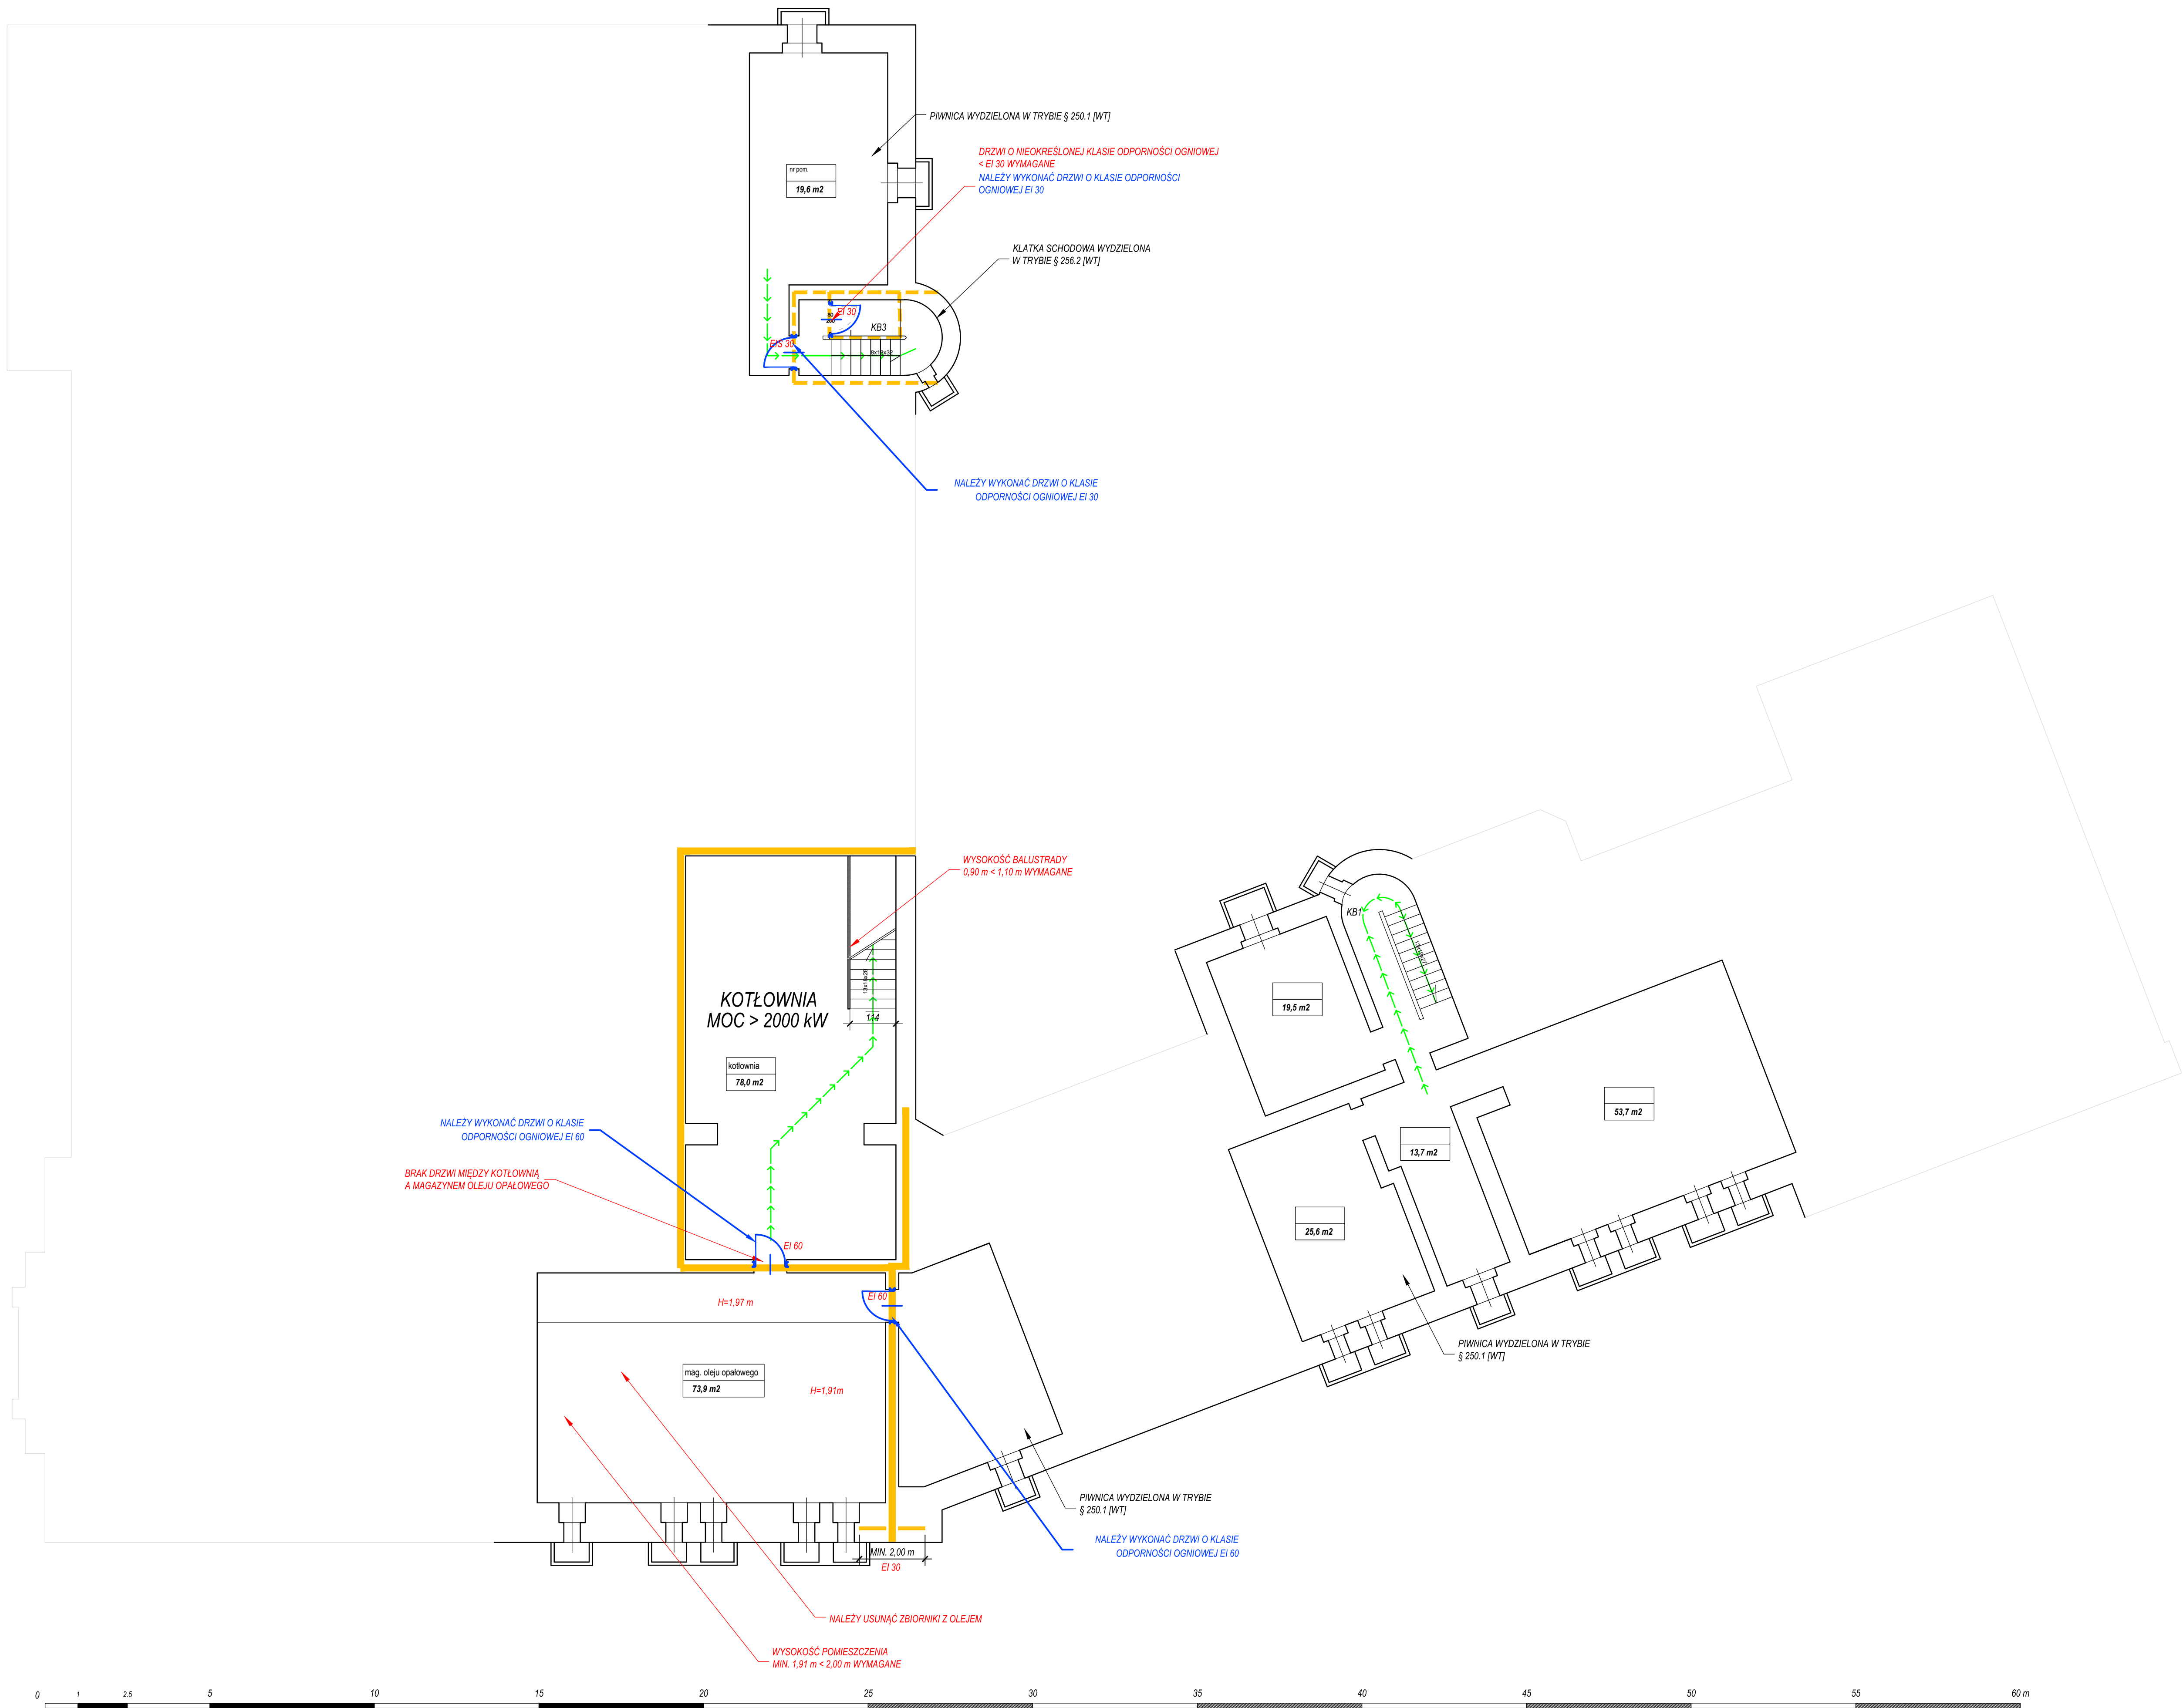 PIWNICA WYDZIELONA W TRYBIE § 250.1 [WT]
DRZWI O NIEOKREŚLONEJ KLASIE ODPORNOŚCI OGNIOWEJ
< EI 30 WYMAGANE
NALEŻY WYKONAĆ DRZWI O KLASIE ODPORNOŚCI
OGNIOWEJ EI 30
nr pom.
19,6 m2
KLATKA SCHODOWA WYDZIELONA
W TRYBIE § 256.2 [WT]
EI 30
80
200
KB3
EIS 30
8x18x32
NALEŻY WYKONAĆ DRZWI O KLASIE
ODPORNOŚCI OGNIOWEJ EI 30
WYSOKOŚĆ BALUSTRADY
0,90 m < 1,10 m WYMAGANE
KB1
KOTŁOWNIA
MOC > 2000 kW
13x18x28
114
19,5 m2
kotłownia
78,0 m2
53,7 m2
NALEŻY WYKONAĆ DRZWI O KLASIE
ODPORNOŚCI OGNIOWEJ EI 60
13,7 m2
BRAK DRZWI MIĘDZY KOTŁOWNIĄ
A MAGAZYNEM OLEJU OPAŁOWEGO
25,6 m2
EI 60
EI 60
H=1,97 m
PIWNICA WYDZIELONA W TRYBIE
§ 250.1 [WT]
mag. oleju opałowego
73,9 m2
H=1,91m
PIWNICA WYDZIELONA W TRYBIE
§ 250.1 [WT]
NALEŻY WYKONAĆ DRZWI O KLASIE
ODPORNOŚCI OGNIOWEJ EI 60
MIN. 2,00 m
EI 30
NALEŻY USUNĄĆ ZBIORNIKI Z OLEJEM
WYSOKOŚĆ POMIESZCZENIA
MIN. 1,91 m < 2,00 m WYMAGANE
0 1 2.5 5 10 15 20 25 30 35 40 45 50 55 60 m